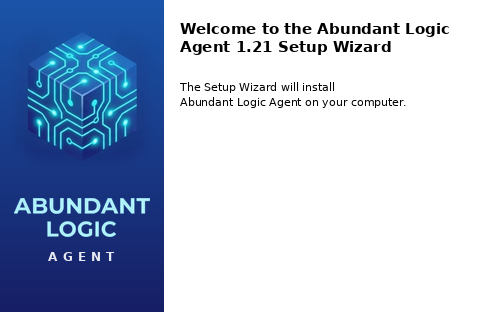 Welcome to the Abundant Logic
Agent 1.21 Setup Wizard
The Setup Wizard will install
Abundant Logic Agent on your computer.
ABUNDANT
LOGIC
AGENT